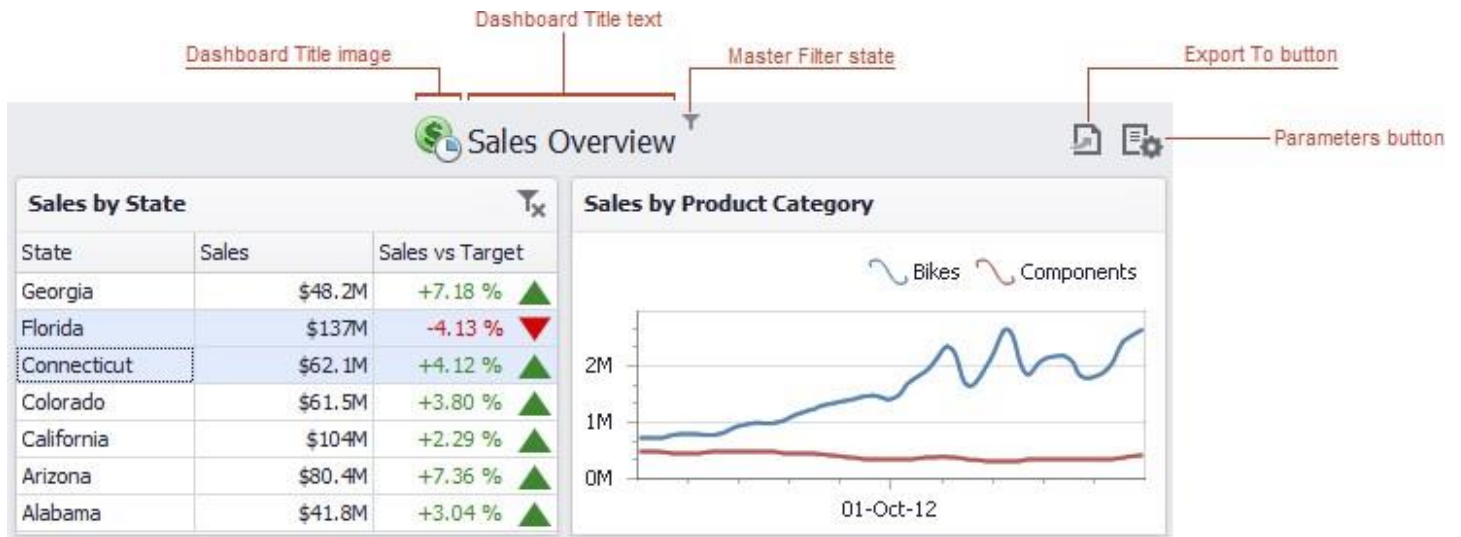 Dashboard Title text
Dashboard Title image
Master Filter state
Export To button
Sales Overview
Parameters button
Sales by State
State Sales Sales vs Target
Georgia $48.2M +7.18 %
Florida $137M -4.13 %
Connecticut $62.1M +4.12 %
Colorado $61.5M +3.80 %
California $104M +2.29 %
Arizona $80.4M +7.36 %
Alabama $41.8M +3.04 %
Sales by Product Category
Bikes Components
2M
1M
0M
01-Oct-12